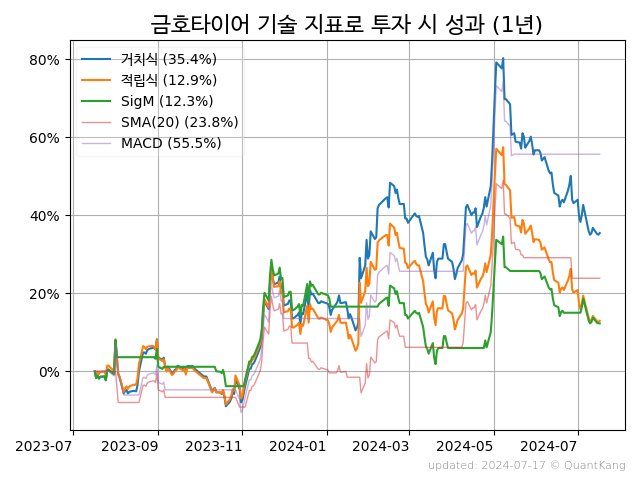 금호타이어 기술 지표로 투자 시 성과 (1년)
거치식 (35.4%)
적립식 (12.9%)
SigM (12.3%)
SMA(20) (23.8%)
MACD (55.5%)
80%
60%
40%
20%
0%
2023-07 2023-09 2023-11 2024-01 2024-03 2024-05 2024-07
updated: 2024-07-17 © QuantKang